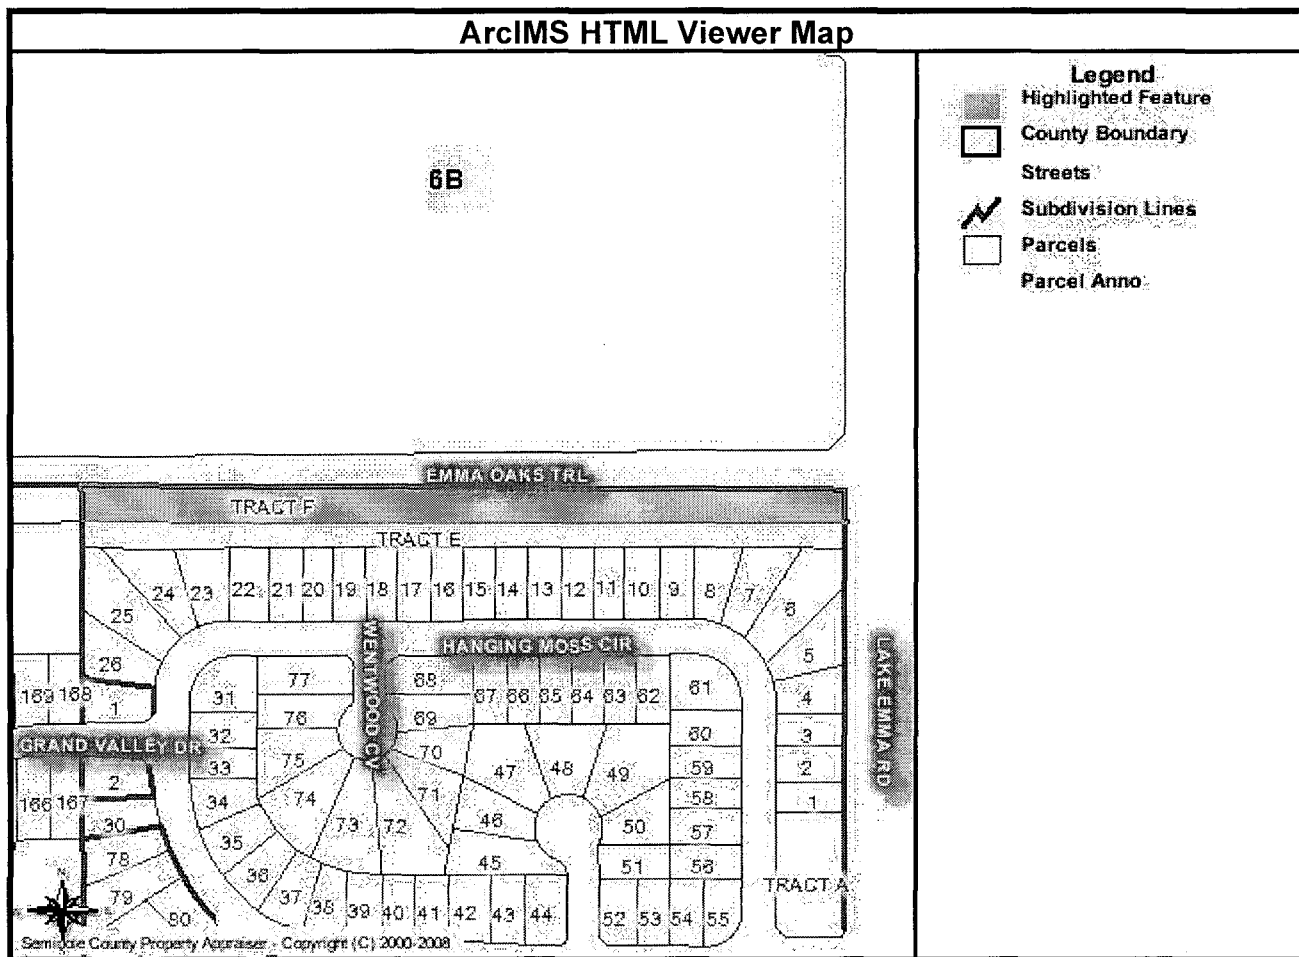 ArcIMS HTML Viewer Map
Legend
Highlighted Feature
County Boundary
Streets
Subdivision Lines
Parcels
Parcel Anno
6B
EMMA OAKS TRL
TRACT F
TRACT E
24 23 22 21 20 19 18 17 16 15 14 13 12 11 10 9 8 7 6
25
26
5
WENTWOOD CV
HANGING MOSS CIR
LAKE EMMA RD
169 168 1
31
77
68
67 66 65 64 63 62
61
4
76
69
32
60
3
GRAND VALLEY DR
33
75
70
47 48 49
59
2
2
166 167
34
74
71
58
1
30
35
73 72
46
50
57
78
36
45
51
56
79
37
TRACT A
80
38 39 40 41 42 43 44
52 53 54 55
N
Seminole County Property Appraiser - Copyright (C) 2000-2008